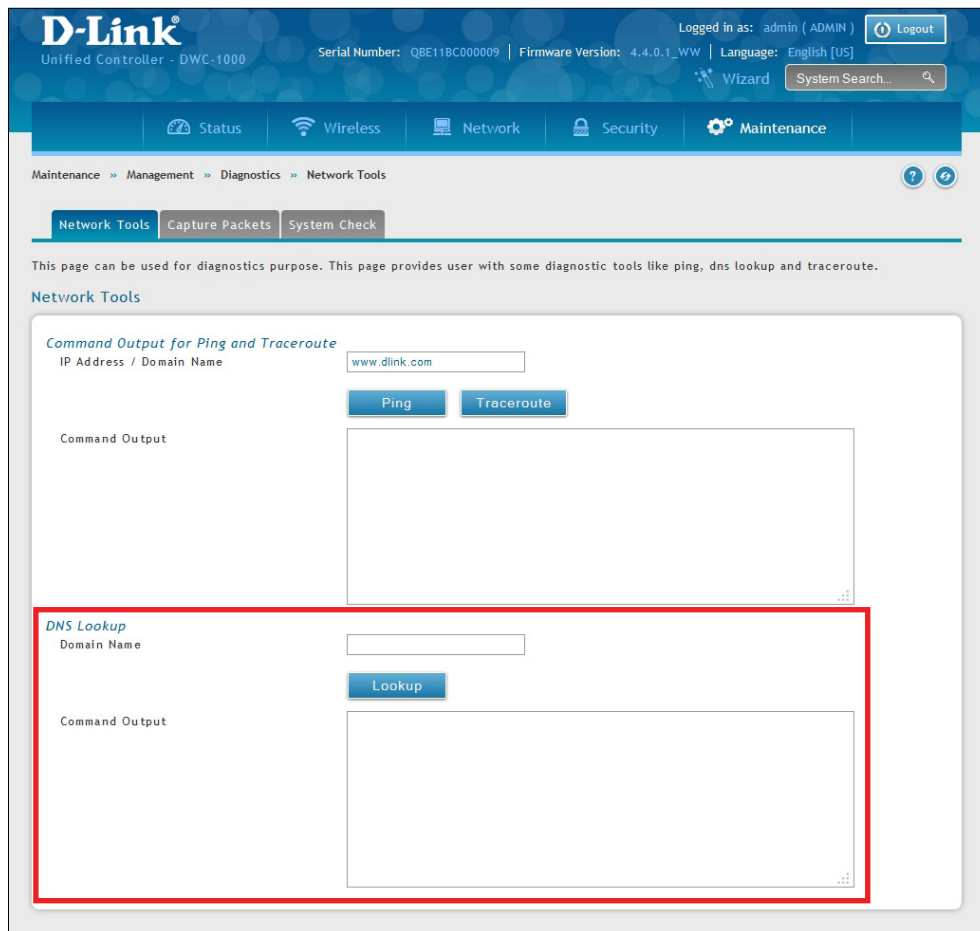 D-Link®
Unified Controller - DWC-1000
Logged in as: admin ( ADMIN )
Logout
Serial Number: QBE11BC000009 | Firmware Version: 4.4.0.1_WW | Language: English [US]
Wizard
System Search...
Status
Wireless
Network
Security
Maintenance
Maintenance » Management » Diagnostics » Network Tools
?
Network Tools
Capture Packets
System Check
This page can be used for diagnostics purpose. This page provides user with some diagnostic tools like ping, dns lookup and traceroute.
Network Tools
Command Output for Ping and Traceroute
IP Address / Domain Name
www.dlink.com
Ping
Traceroute
Command Output
DNS Lookup
Domain Name
Lookup
Command Output